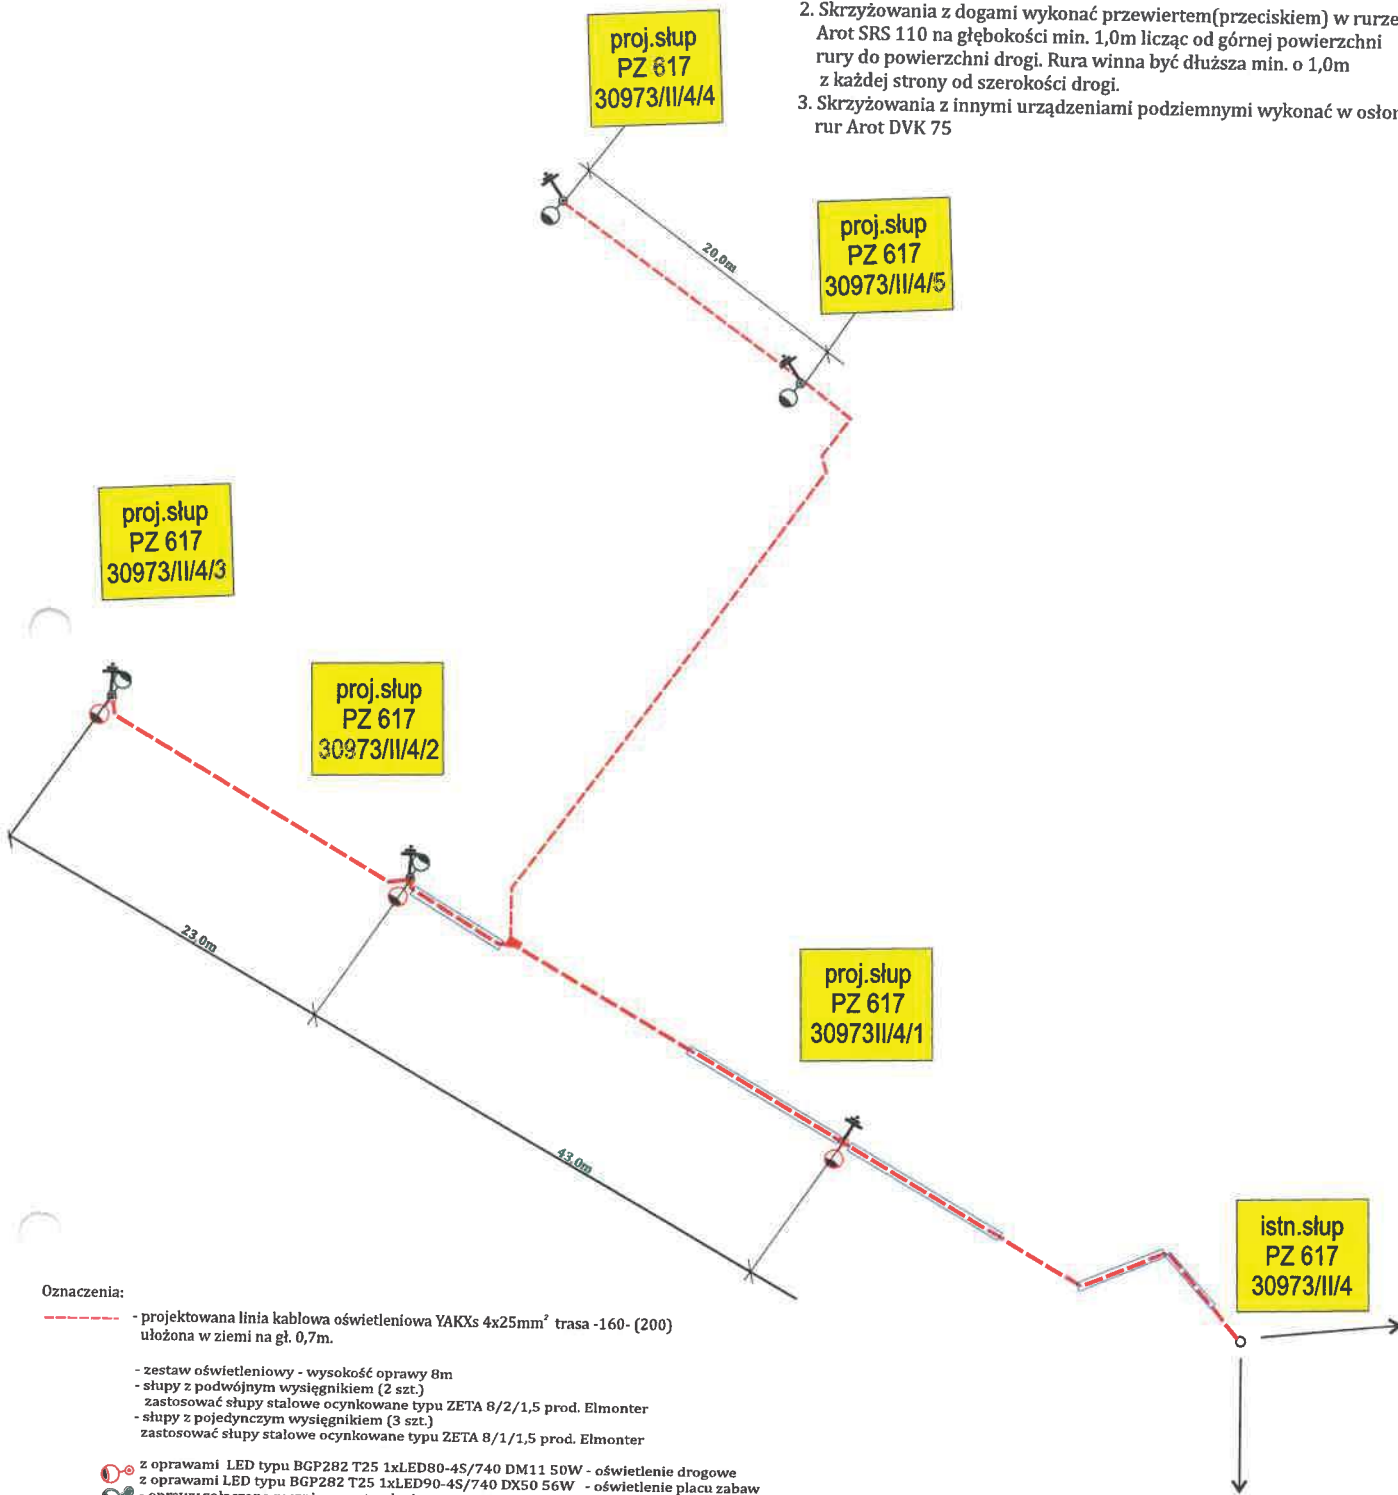 2. Skrzyżowania z dogami wykonać przewiertem(przeciskiem) w rurze
Arot SRS 110 na głębokości min. 1,0m licząc od górnej powierzchni
rury do powierzchni drogi. Rura winna być dłuższa min. o 1,0m
z każdej strony od szerokości drogi.
3. Skrzyżowania z innymi urządzeniami podziemnymi wykonać w osłon
rur Arot DVK 75
proj.słup
PZ 617
30973/II/4/4
20,0m
proj.słup
PZ 617
30973/II/4/5
proj.słup
PZ 617
30973/II/4/3
proj.słup
PZ 617
30973/II/4/2
23,0m
proj.słup
PZ 617
30973II/4/1
43,0m
istn.słup
PZ 617
30973/II/4
Oznaczenia:
- projektowana linia kablowa oświetleniowa YAKXs 4x25mm² trasa -160- (200)
ułożona w ziemi na gł. 0,7m.
- zestaw oświetleniowy - wysokość oprawy 8m
- słupy z podwójnym wysięgnikiem (2 szt.)
zastosować słupy stalowe ocynkowane typu ZETA 8/2/1,5 prod. Elmonter
- słupy z pojedynczym wysięgnikiem (3 szt.)
zastosować słupy stalowe ocynkowane typu ZETA 8/1/1,5 prod. Elmonter
z oprawami LED typu BGP282 T25 1xLED80-4S/740 DM11 50W - oświetlenie drogowe
z oprawami LED typu BGP282 T25 1xLED90-4S/740 DX50 56W - oświetlenie placu zabaw